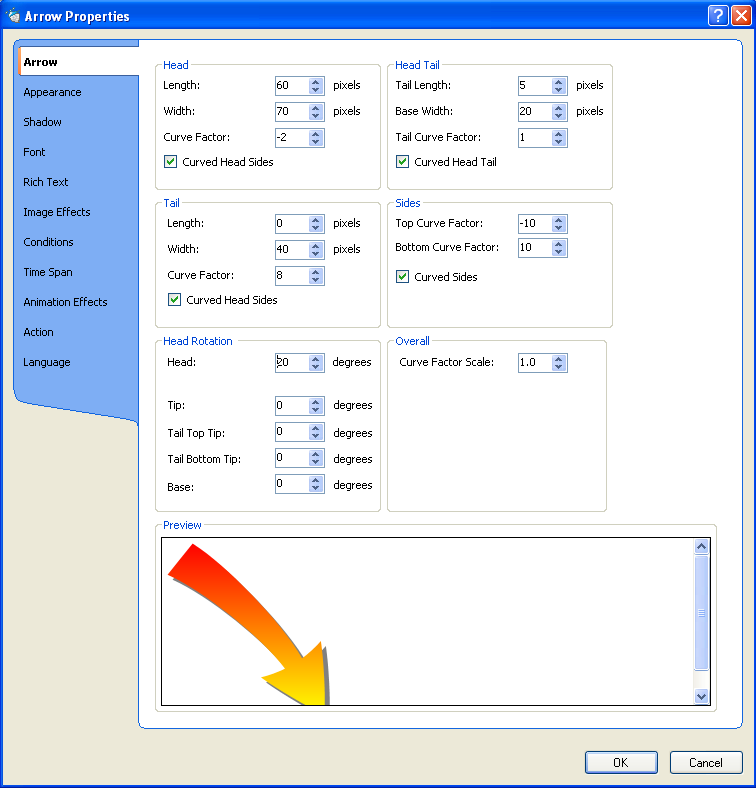 Arrow Properties
Arrow
Appearance
Shadow
Font
Rich Text
Image Effects
Conditions
Time Span
Animation Effects
Action
Language
Head
Length: 60 pixels
Width: 70 pixels
Curve Factor: -2
Curved Head Sides
Head Tail
Tail Length: 5 pixels
Base Width: 20 pixels
Tail Curve Factor: 1
Curved Head Tail
Tail
Length: 0 pixels
Width: 40 pixels
Curve Factor: 8
Curved Head Sides
Sides
Top Curve Factor: -10
Bottom Curve Factor: 10
Curved Sides
Head Rotation
Head: 20 degrees
Tip: 0 degrees
Tail Top Tip: 0 degrees
Tail Bottom Tip: 0 degrees
Base: 0 degrees
Overall
Curve Factor Scale: 1.0
Preview
OK
Cancel